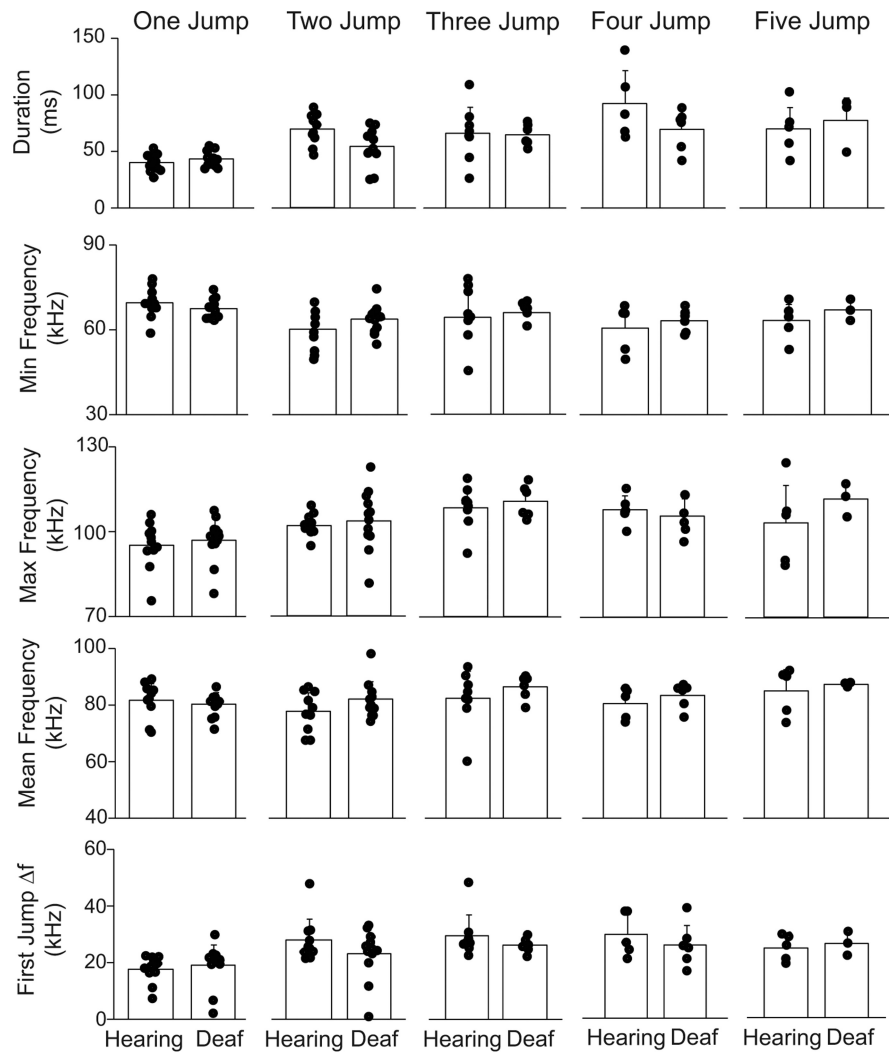 One Jump Two Jump Three Jump Four Jump Five Jump
Duration
(ms)
150
100
50
0
Min Frequency
(kHz)
90
60
30
Max Frequency
(kHz)
130
100
70
Mean Frequency
(kHz)
100
80
60
40
First Jump Δf
(kHz)
60
40
20
0
Hearing Deaf Hearing Deaf Hearing Deaf Hearing Deaf Hearing Deaf